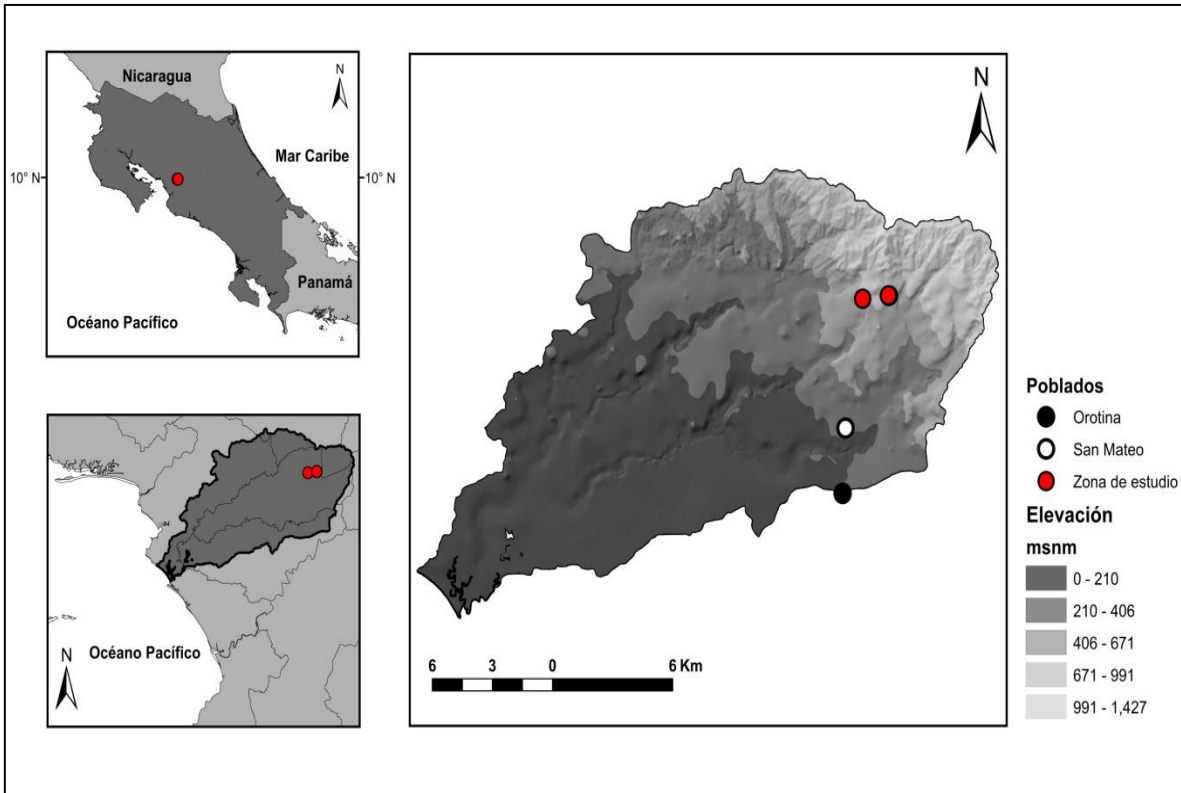 Nicaragua
N
Mar Caribe
10° N
10° N
Panamá
Océano Pacífico
Océano Pacífico
N
N
6 3 0 6 Km
Poblados
Orotina
San Mateo
Zona de estudio
Elevación
msnm
0 - 210
210 - 406
406 - 671
671 - 991
991 - 1,427